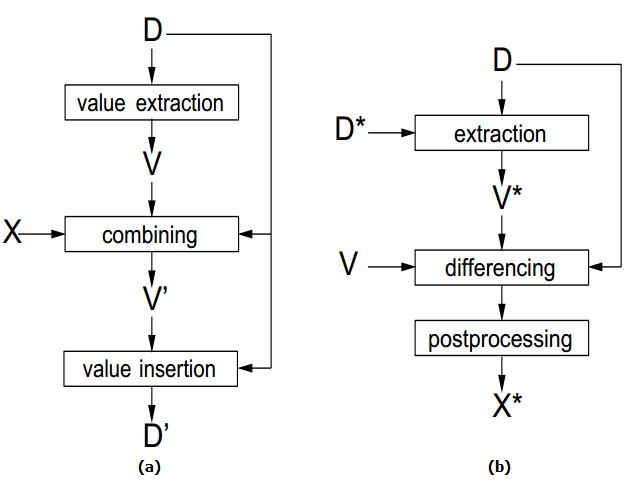 D
value extraction
V
X
combining
V’
value insertion
D’
(a)
D
D*
extraction
V*
V
differencing
postprocessing
X*
(b)